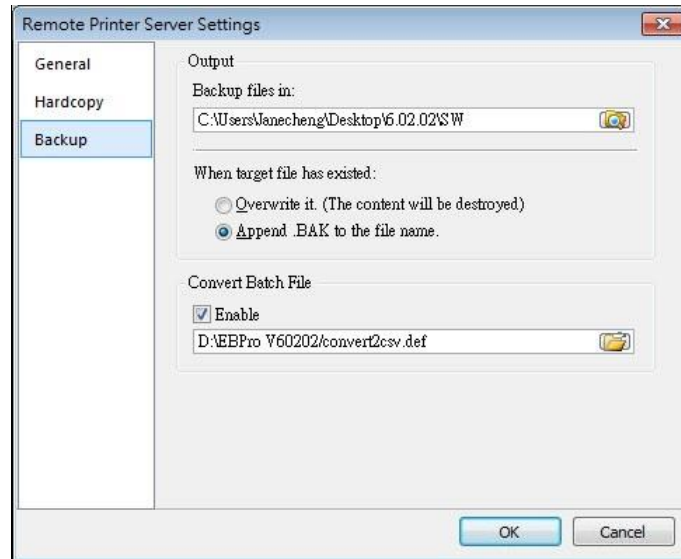 Remote Printer Server Settings
General
Hardcopy
Backup
Output
Backup files in:
C:\Users\Janecheng\Desktop\6.02.02\SW
When target file has existed:
Overwrite it. (The content will be destroyed)
Append .BAK to the file name.
Convert Batch File
Enable
D:\EBPro V60202/convert2csv.def
OK
Cancel